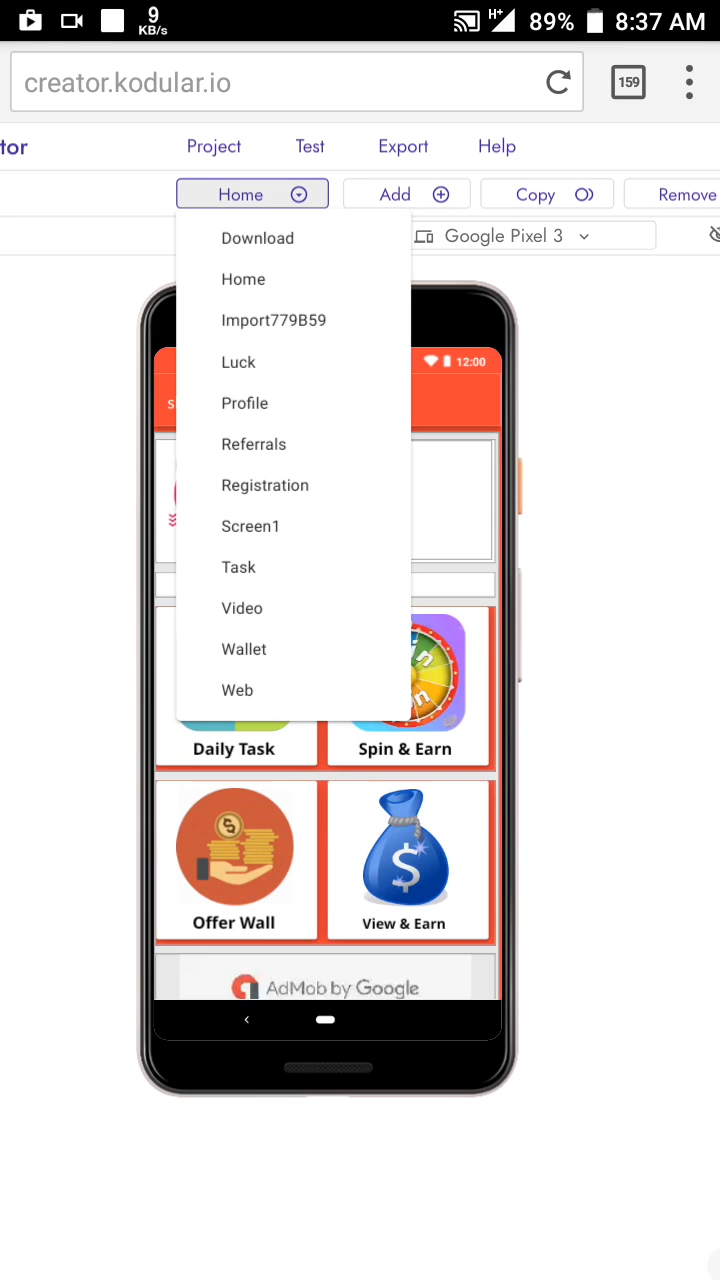 9
KB/s
H+
89%
8:37 AM
creator.kodular.io
159
tor
Project
Test
Export
Help
Home
Add
Copy
Remove
Google Pixel 3
Download
Home
Import779B59
Luck
Profile
Referrals
Registration
Screen1
Task
Video
Wallet
Web
12:00
S
Daily Task
Spin & Earn
Offer Wall
View & Earn
AdMob by Google